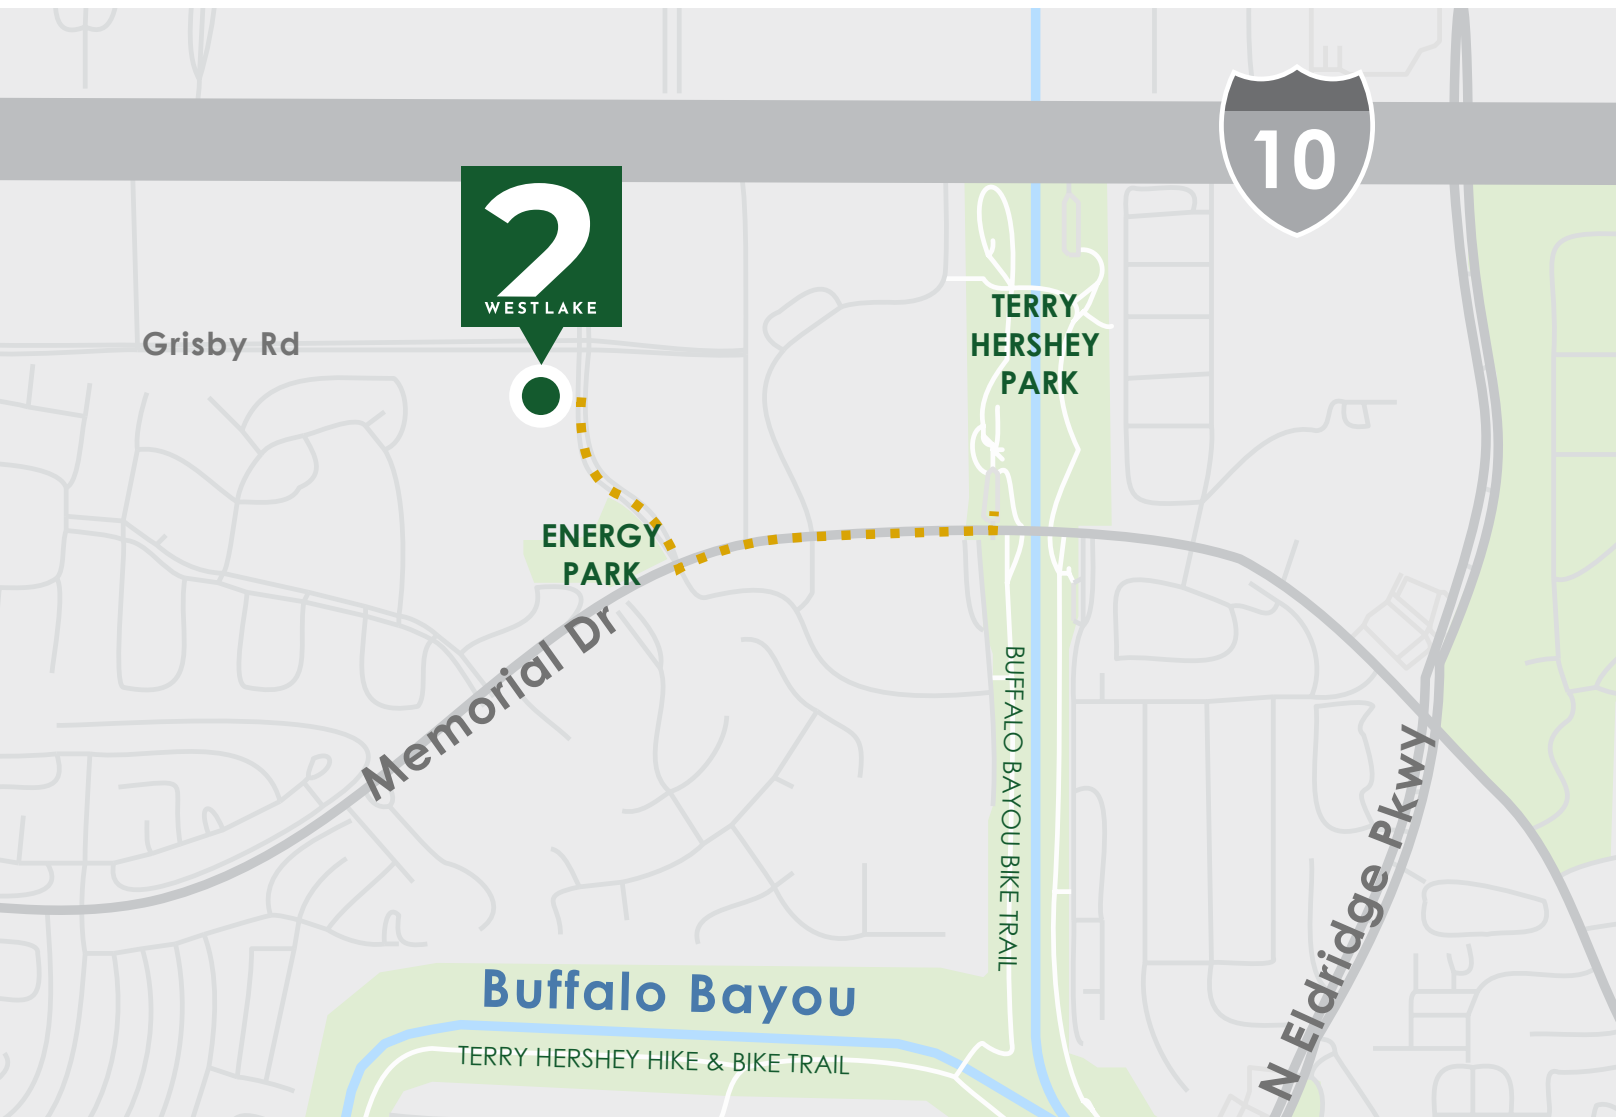 10
2
WESTLAKE
Grisby Rd
TERRY
HERSHEY
PARK
ENERGY
PARK
Memorial Dr
BUFFALO BAYOU BIKE TRAIL
N Eldridge Pkwy
Buffalo Bayou
TERRY HERSHEY HIKE & BIKE TRAIL